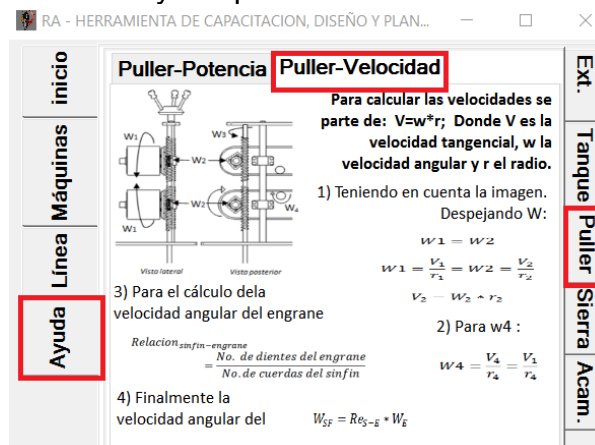 RA - HERRAMIENTA DE CAPACITACION, DISEÑO Y PLAN...
inicio
Máquinas
Línea
Ayuda
Puller-Potencia
Puller-Velocidad
W1
W2
W3
W2
W4
W1
Vista lateral
Vista posterior
Para calcular las velocidades se
parte de: V=w*r; Donde V es la
velocidad tangencial, w la
velocidad angular y r el radio.
1) Teniendo en cuenta la imagen.
Despejando W:
W1 = W2
W1 = V₁/r₁ = W2 = V₂/r₂
V₂ = W₂ * r₂
2) Para w4 :
W4 = V₄/r₄ = V₁/r₄
3) Para el cálculo dela
velocidad angular del engrane
Relacion sinfin-engrane
= No. de dientes del engrane / No. de cuerdas del sinfin
4) Finalmente la
velocidad angular del
W_SF = Re_S-E * W_E
Ext.
Tanque
Puller
Sierra
Acam.